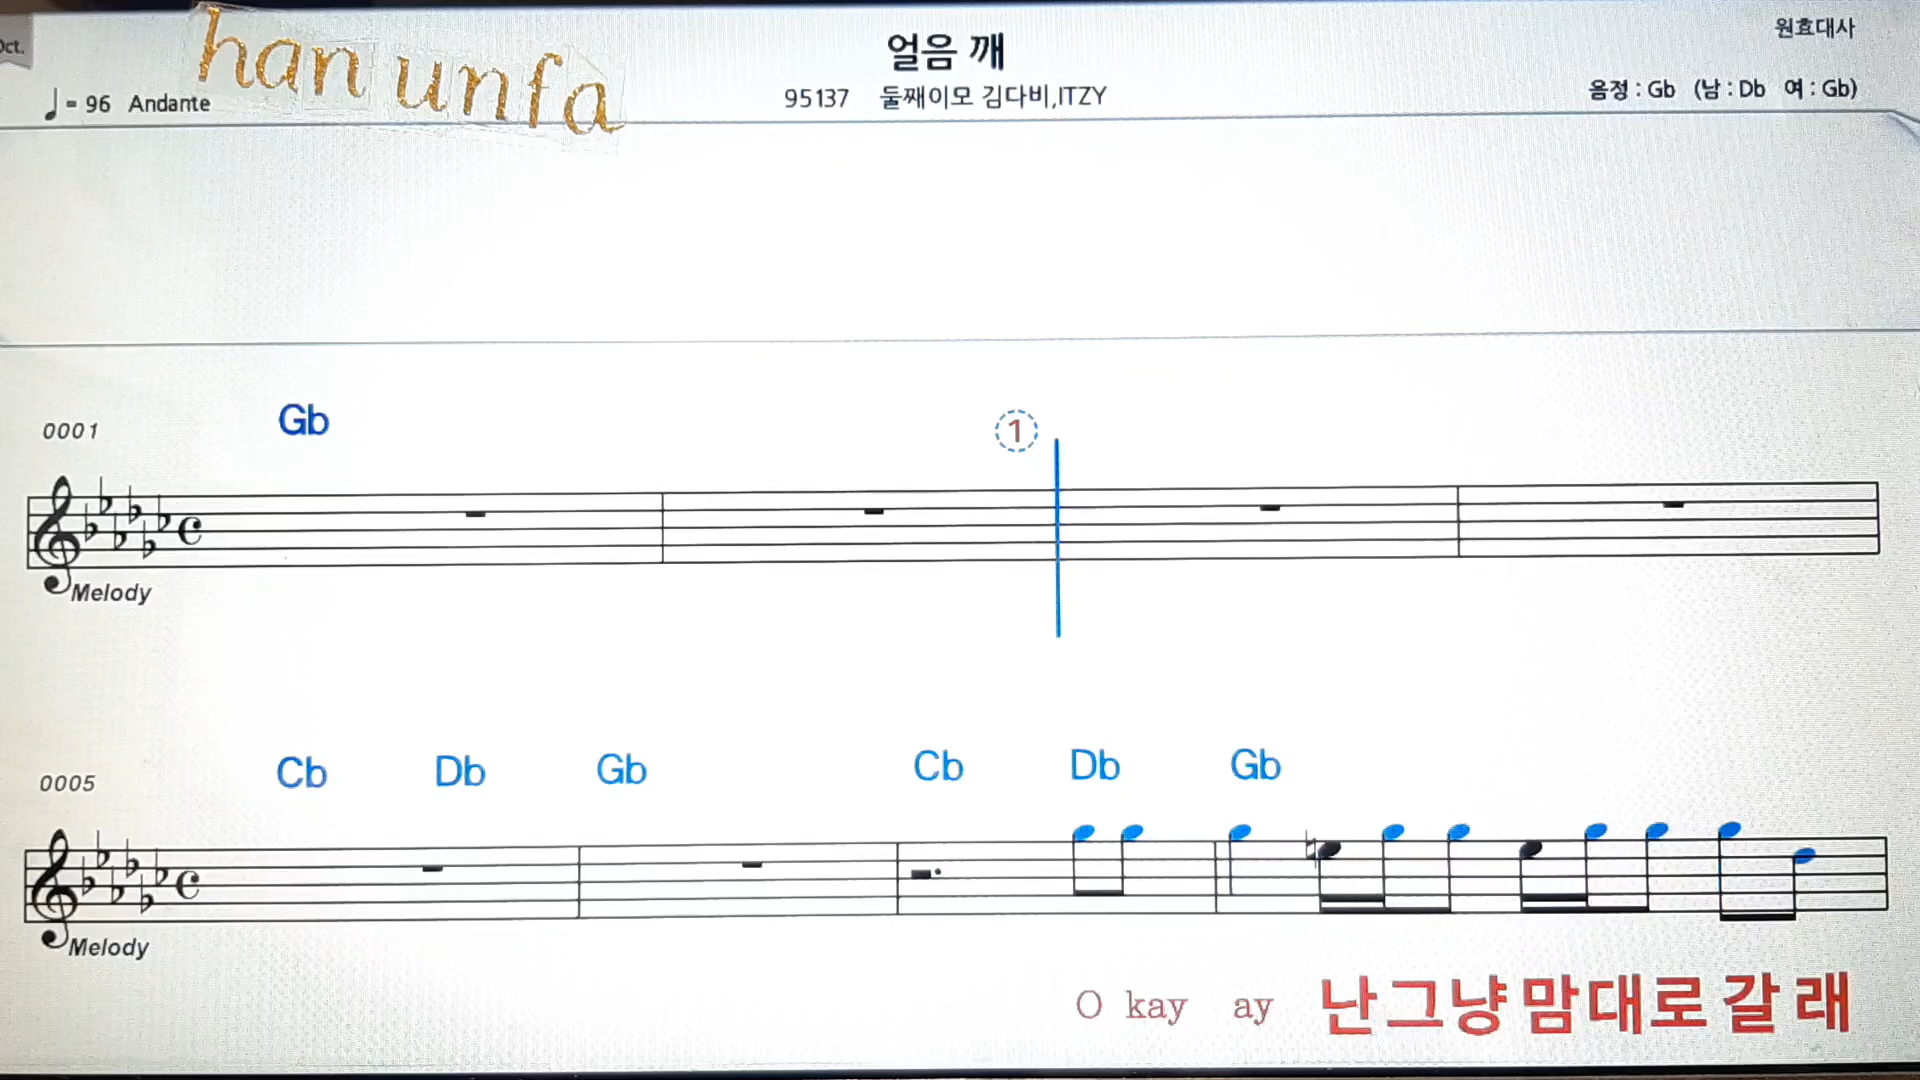 Oct.
han unfa
얼음 깨
원효대사
♩= 96 Andante
95137 둘째이모 김다비,ITZY
음정 : Gb (남 : Db 여 : Gb)
0001
Gb
1
Melody
0005
Cb Db Gb Cb Db Gb
Melody
O kay ay 난그냥맘대로갈래